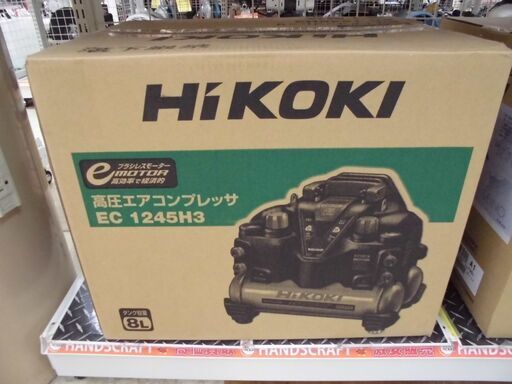 HiKOKI
ブラシレスモーター
e MOTOR
高効率で経済的
高圧エアコンプレッサ
EC 1245H3
HiKOKI
タンク容量
8L
HANDSCRAFT
HANDSCRAFT